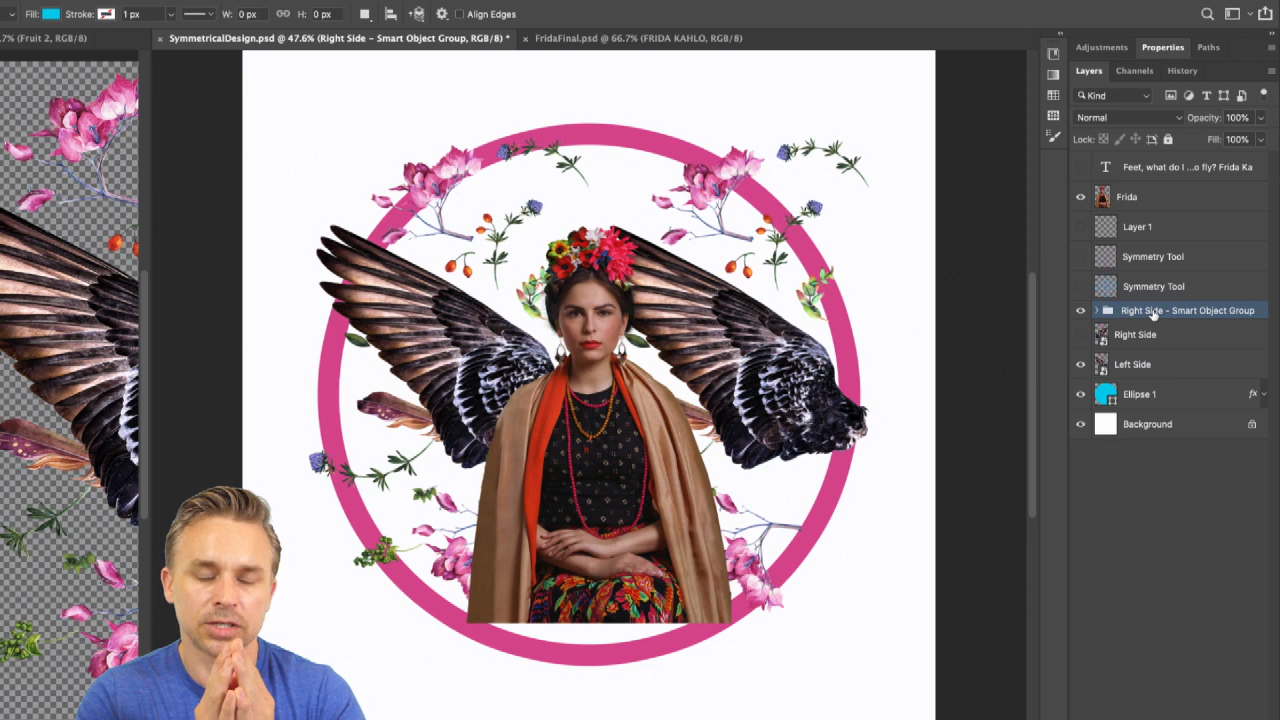 Fill: Stroke: 1 px W: 0 px H: 0 px Align Edges
.7% (Fruit 2, RGB/8)
× SymmetricalDesign.psd @ 47.6% (Right Side - Smart Object Group, RGB/8) *
× FridaFinal.psd @ 66.7% (FRIDA KAHLO, RGB/8)
Adjustments Properties Paths
Layers Channels History
Kind
Normal Opacity: 100%
Lock: Fill: 100%
T Feet, what do I ...o fly? Frida Ka
Frida
Layer 1
Symmetry Tool
Symmetry Tool
Right Side - Smart Object Group
Right Side
Left Side
Ellipse 1 fx
Background